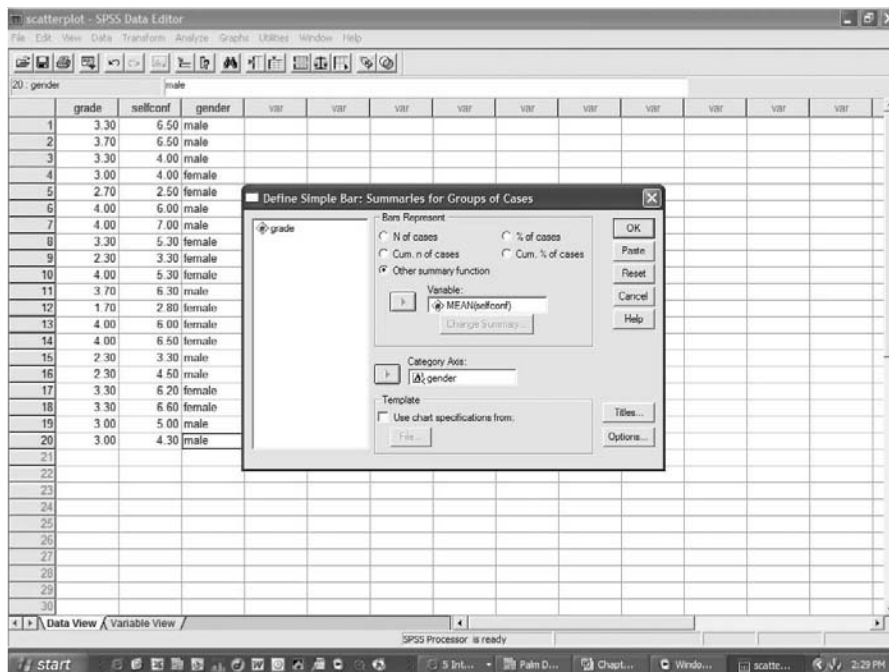 scatterplot - SPSS Data Editor
File Edit View Data Transform Analyze Graphs Utilities Window Help
20 : gender male
grade selfconf gender var var var var var var var var var var
1 3.30 6.50 male
2 3.70 6.50 male
3 3.30 4.00 male
4 3.00 4.00 female
5 2.70 2.50 female
6 4.00 6.00 male
7 4.00 7.00 male
8 3.30 5.30 female
9 2.30 3.30 female
10 4.00 5.30 female
11 3.70 6.30 male
12 1.70 2.80 female
13 4.00 6.00 female
14 4.00 6.50 female
15 2.30 3.30 male
16 2.30 4.50 male
17 3.30 6.20 female
18 3.30 6.60 female
19 3.00 5.00 male
20 3.00 4.30 male
21
22
23
24
25
26
27
28
29
30
Define Simple Bar: Summaries for Groups of Cases
grade
Bars Represent
N of cases % of cases
Cum. n of cases Cum. % of cases
Other summary function
Variable:
MEAN(selfconf)
Change Summary...
Category Axis:
gender
Template
Use chart specifications from:
File...
OK
Paste
Reset
Cancel
Help
Titles...
Options...
Data View Variable View
SPSS Processor is ready
start 5 Int... Palm D... Chapt... Windo... scatte... 2:29 PM